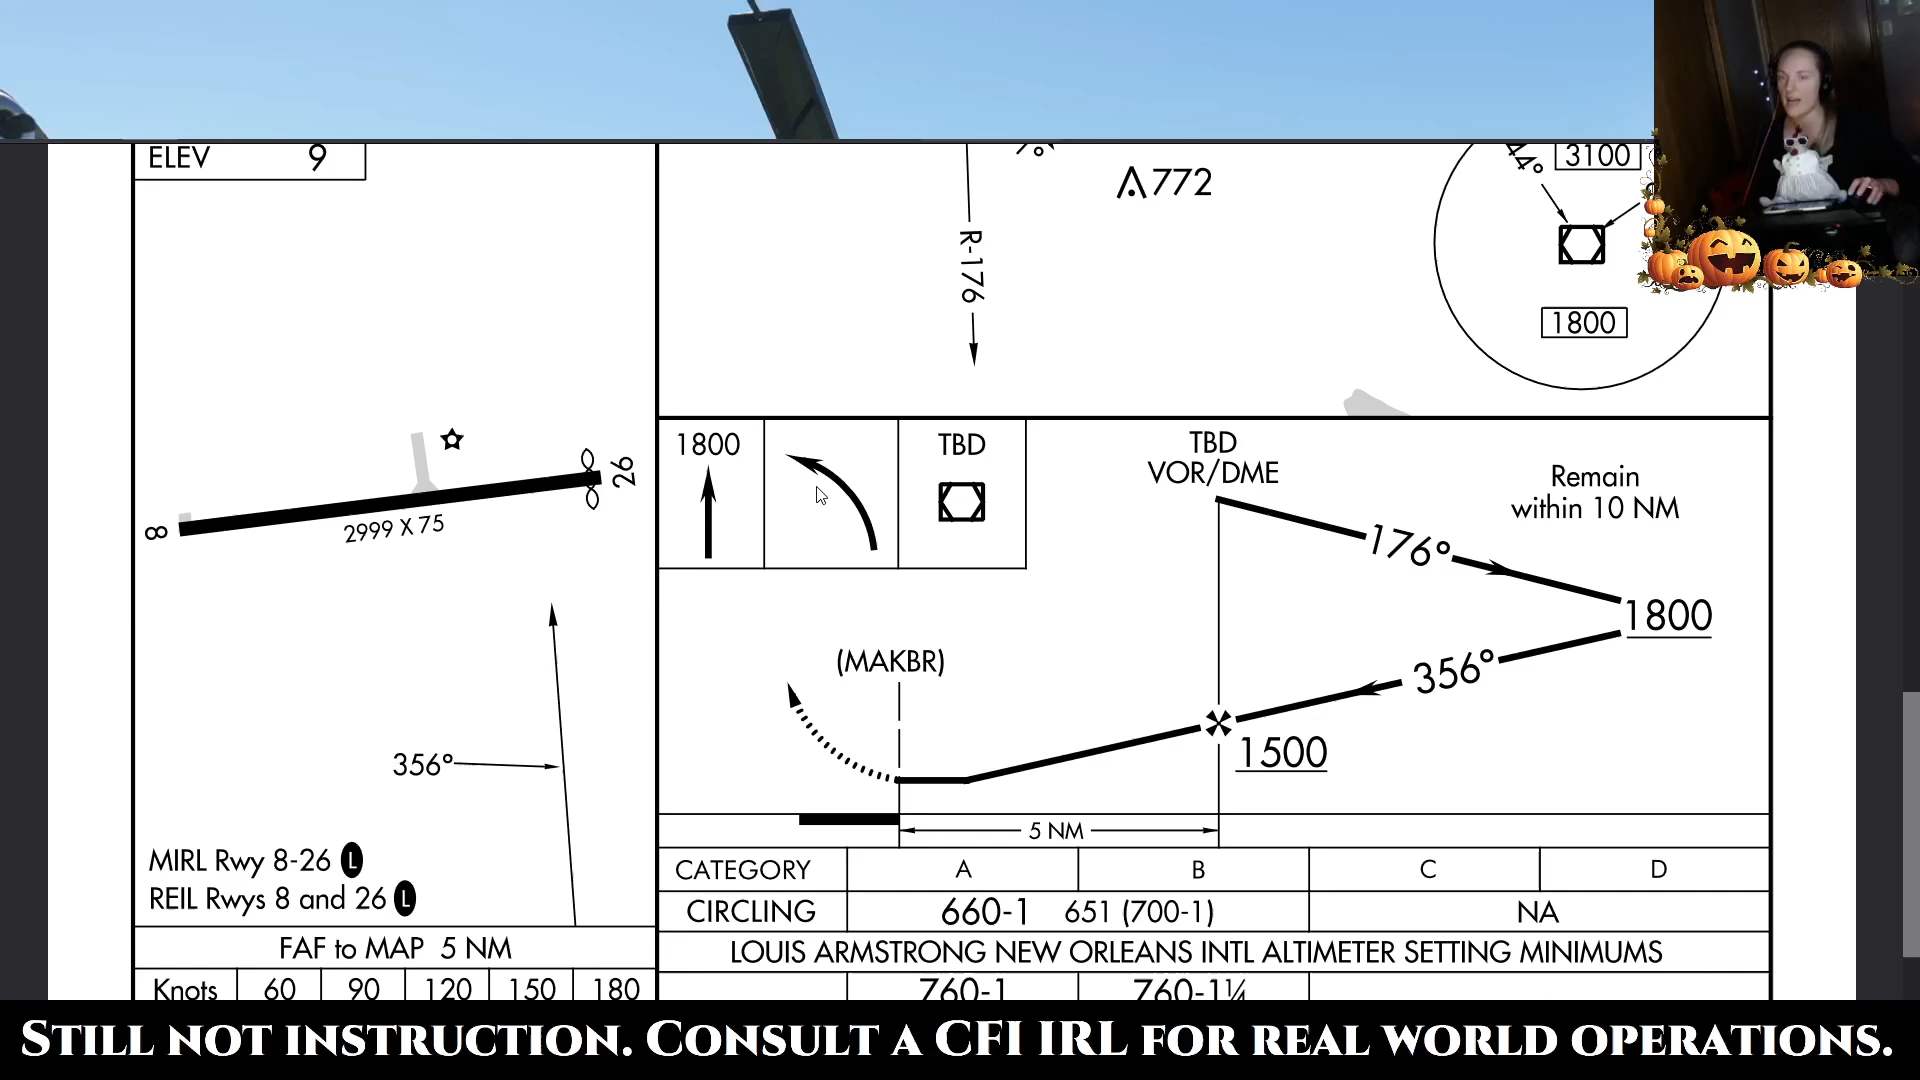 ELEV 9
772
44°
3100
R-176
1800
26
8
2999 X 75
356°
MIRL Rwy 8-26 L
REIL Rwys 8 and 26 L
FAF to MAP 5 NM
Knots 60 90 120 150 180
1800
TBD
TBD
VOR/DME
Remain
within 10 NM
176°
1800
356°
(MAKBR)
1500
5 NM
CATEGORY A B C D
CIRCLING 660-1 651 (700-1) NA
LOUIS ARMSTRONG NEW ORLEANS INTL ALTIMETER SETTING MINIMUMS
760-1 760-1¼
STILL NOT INSTRUCTION. CONSULT A CFI IRL FOR REAL WORLD OPERATIONS.